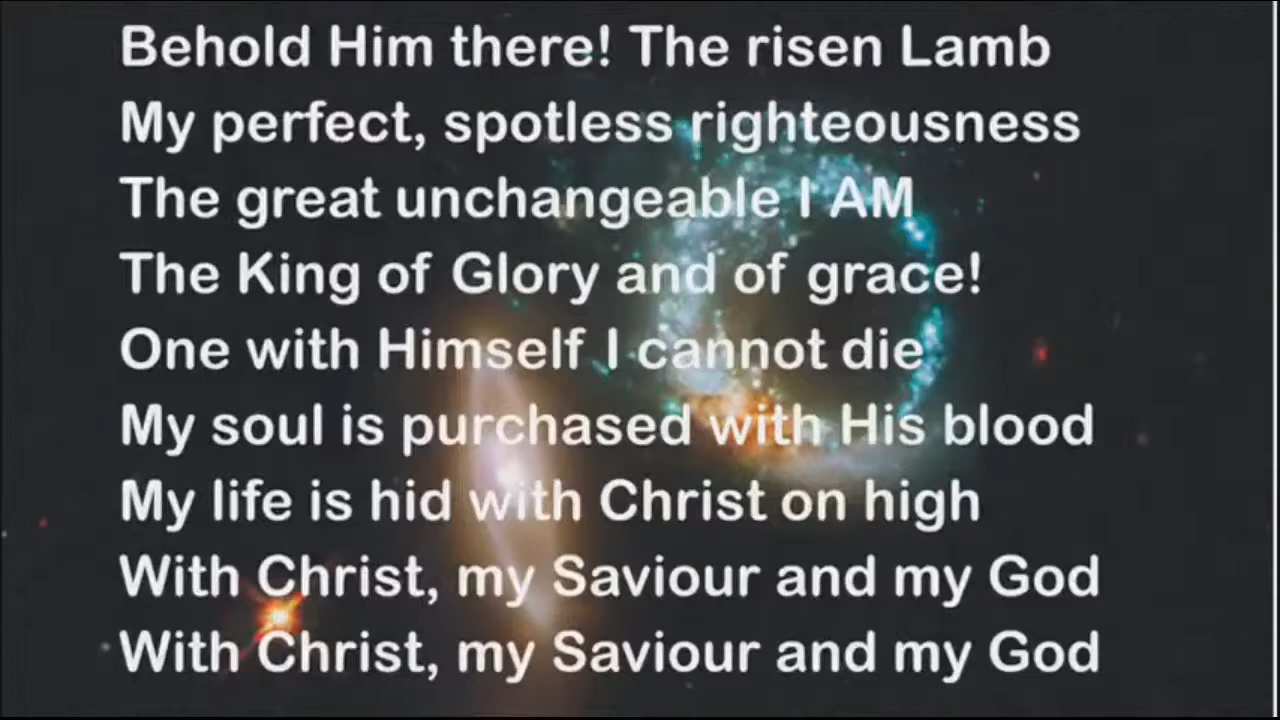 Behold Him there! The risen Lamb
My perfect, spotless righteousness
The great unchangeable I AM
The King of Glory and of grace!
One with Himself I cannot die
My soul is purchased with His blood
My life is hid with Christ on high
With Christ, my Saviour and my God
With Christ, my Saviour and my God